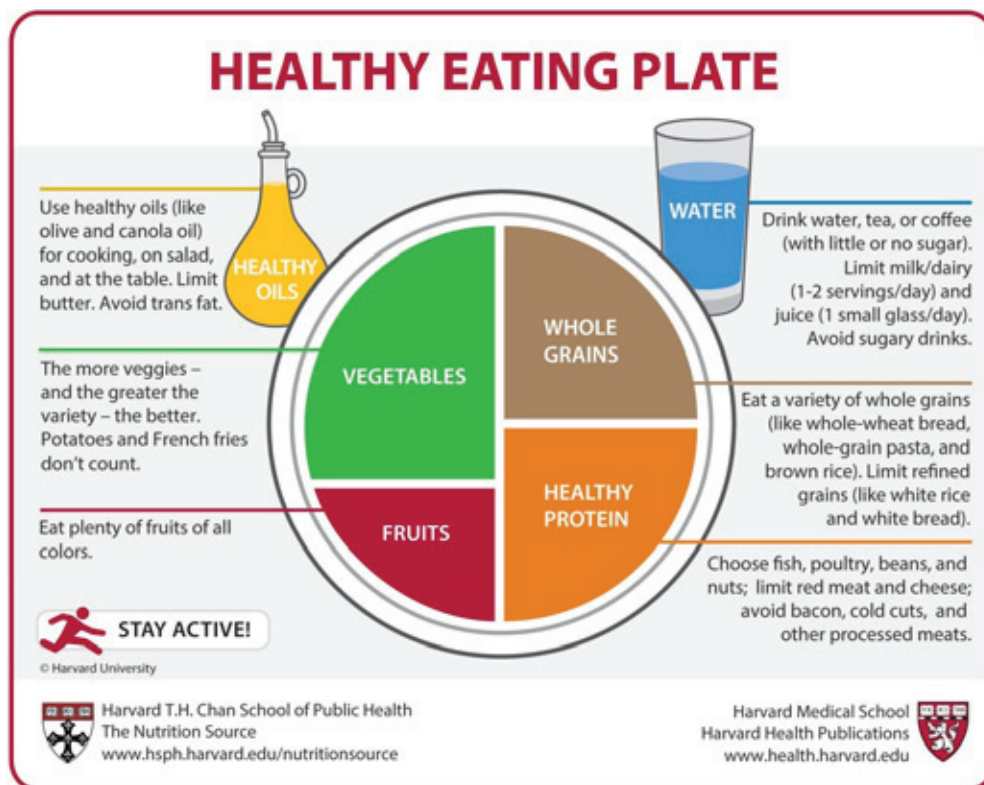 HEALTHY EATING PLATE
Use healthy oils (like
olive and canola oil)
for cooking, on salad,
and at the table. Limit
butter. Avoid trans fat.
HEALTHY
OILS
The more veggies –
and the greater the
variety – the better.
Potatoes and French fries
don't count.
Eat plenty of fruits of all
colors.
VEGETABLES
FRUITS
WHOLE
GRAINS
HEALTHY
PROTEIN
WATER
Drink water, tea, or coffee
(with little or no sugar).
Limit milk/dairy
(1-2 servings/day) and
juice (1 small glass/day).
Avoid sugary drinks.
Eat a variety of whole grains
(like whole-wheat bread,
whole-grain pasta, and
brown rice). Limit refined
grains (like white rice
and white bread).
Choose fish, poultry, beans, and
nuts; limit red meat and cheese;
avoid bacon, cold cuts, and
other processed meats.
STAY ACTIVE!
© Harvard University
Harvard T.H. Chan School of Public Health
The Nutrition Source
www.hsph.harvard.edu/nutritionsource
Harvard Medical School
Harvard Health Publications
www.health.harvard.edu